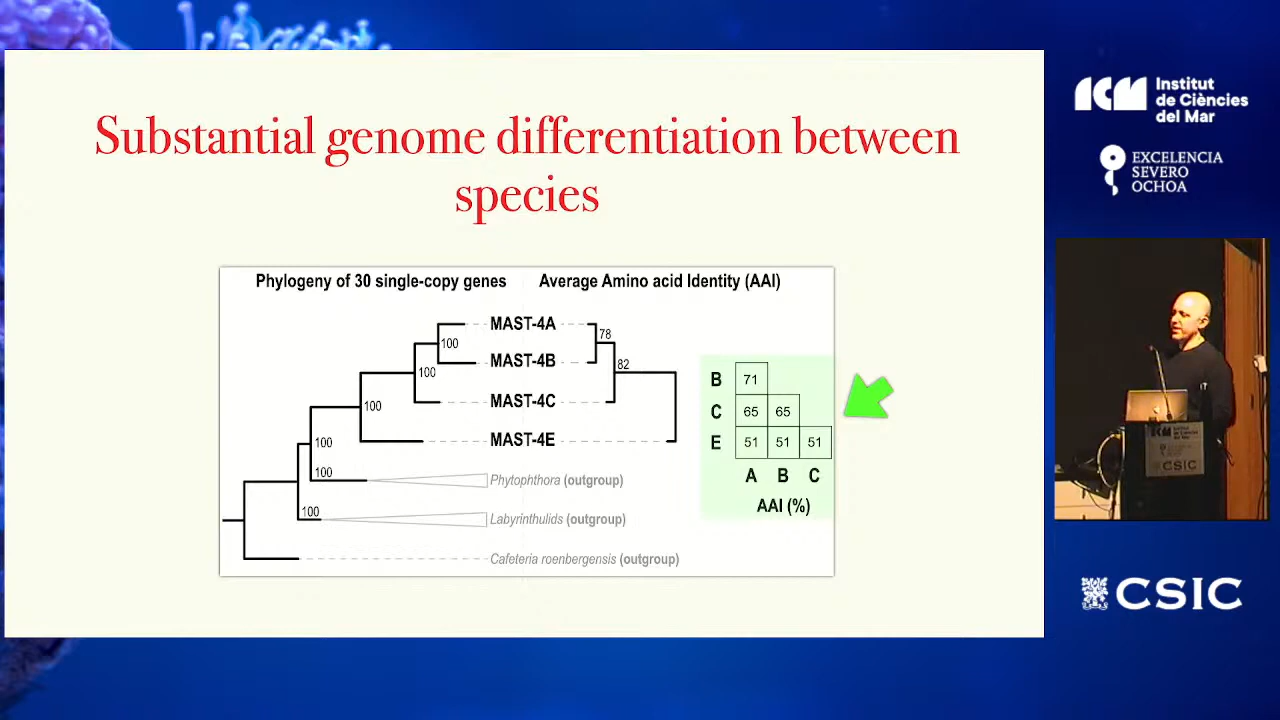 Substantial genome differentiation between
species
Phylogeny of 30 single-copy genes
Average Amino acid Identity (AAI)
MAST-4A
MAST-4B
MAST-4C
MAST-4E
Phytophthora (outgroup)
Labyrinthulids (outgroup)
Cafeteria roenbergensis (outgroup)
100
100
100
100
100
100
78
82
B 71
C 65 65
E 51 51 51
A B C
AAI (%)
ICM
Institut
de Ciències
del Mar
EXCELENCIA
SEVERO
OCHOA
CSIC
CSIC